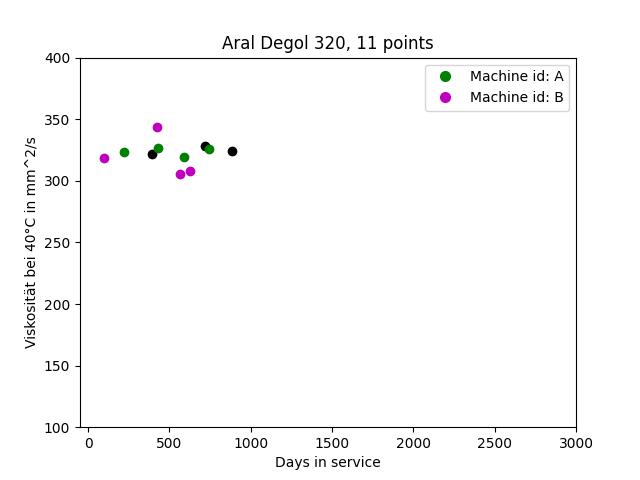 Aral Degol 320, 11 points
Machine id: A
Machine id: B
400
350
300
250
200
150
100
Viskosität bei 40°C in mm^2/s
0
500
1000
1500
2000
2500
3000
Days in service